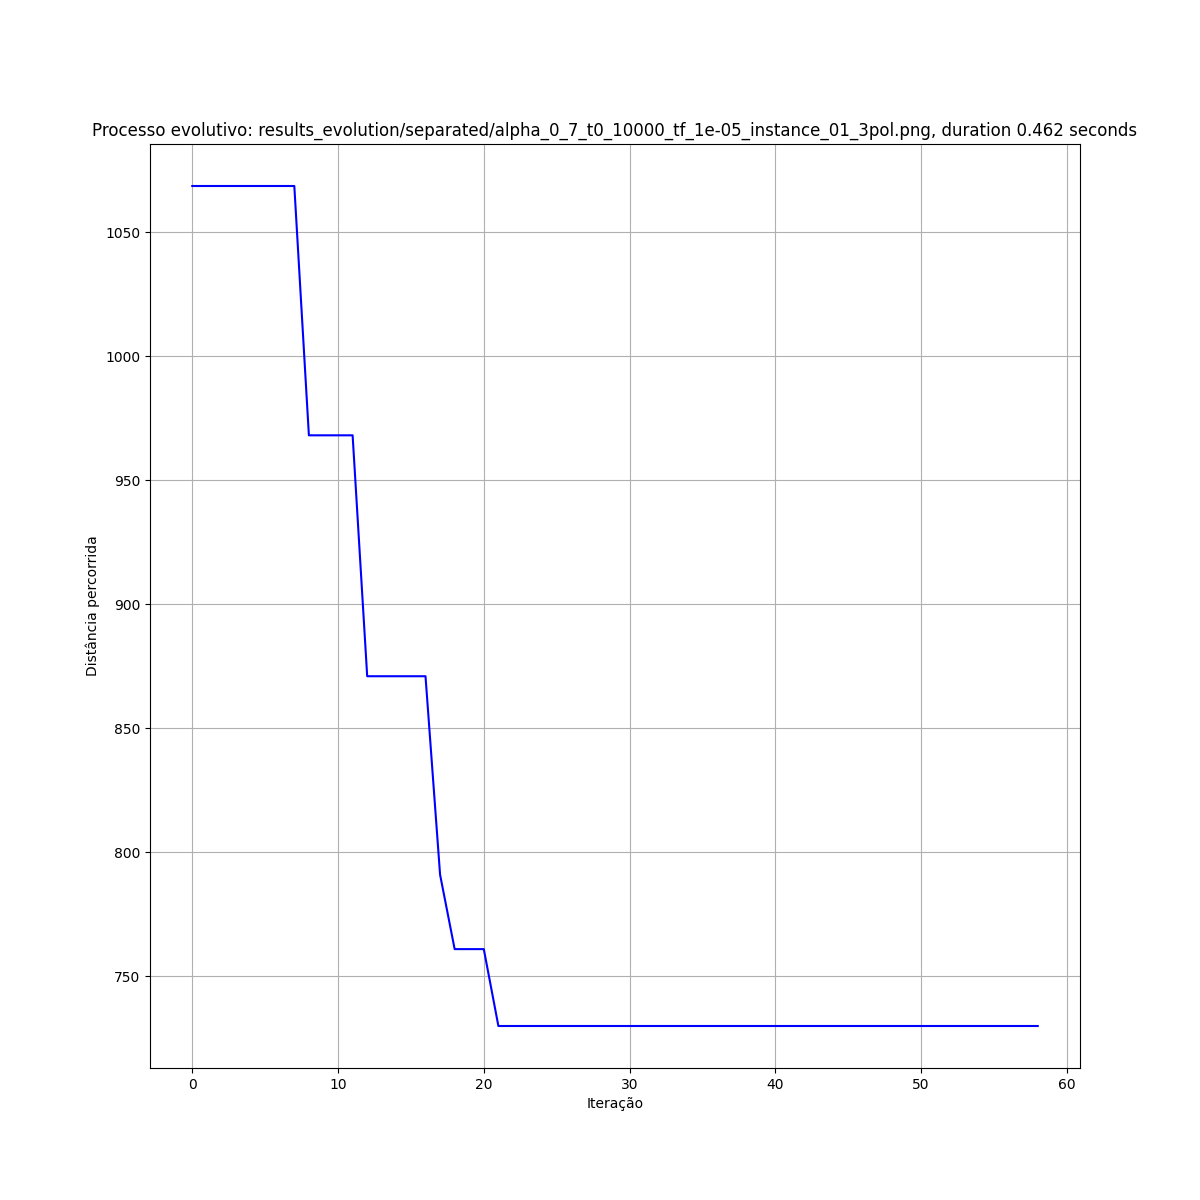 Processo evolutivo: results_evolution/separated/alpha_0_7_t0_10000_tf_1e-05_instance_01_3pol.png, duration 0.462 seconds
Distância percorrida
1050
1000
950
900
850
800
750
0 10 20 30 40 50 60
Iteração